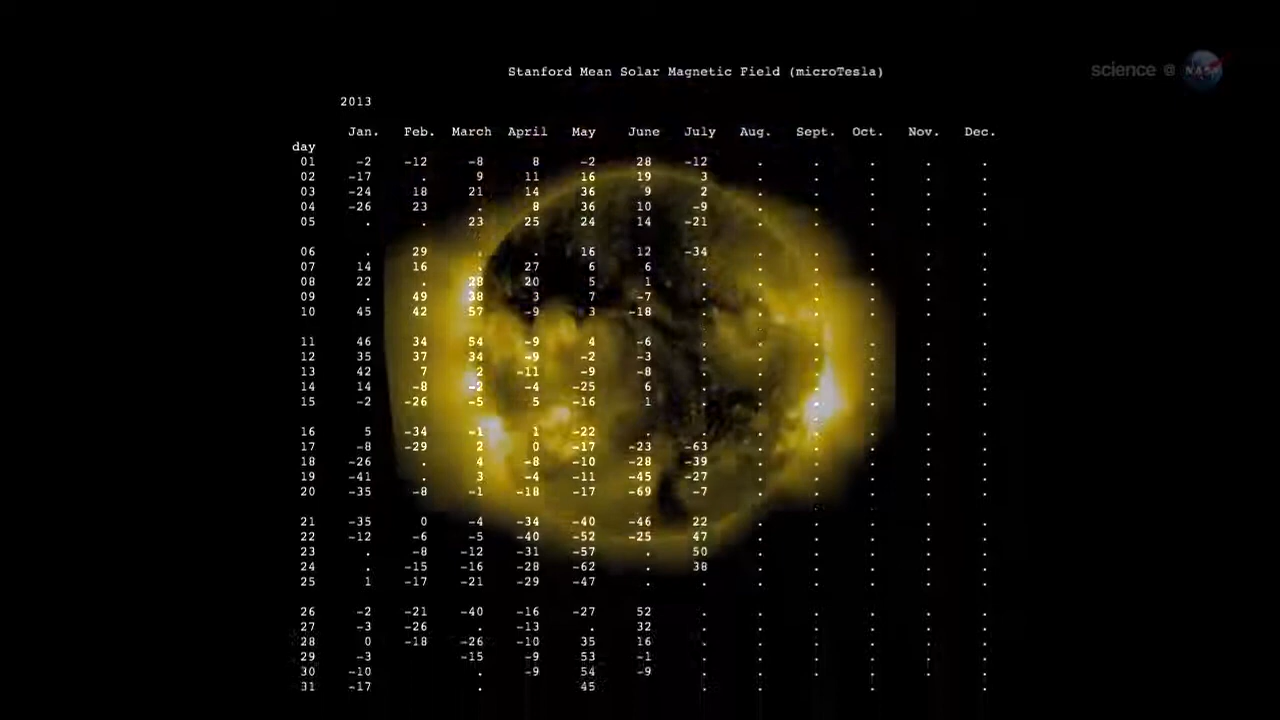 Stanford Mean Solar Magnetic Field (microTesla)
science @ NASA
2013
Jan. Feb. March April May June July Aug. Sept. Oct. Nov. Dec.
day
01 -2 -12 -8 8 -2 28 -12 . . . . .
02 -17 . 9 11 16 19 3 . . . . .
03 -24 18 21 14 36 9 2 . . . . .
04 -26 23 . 8 36 10 -9 . . . . .
05 . . 23 25 24 14 -21 . . . . .
06 . 29 . . 16 12 -34 . . . . .
07 14 16 . 27 6 6 . . . . . .
08 22 . 28 20 5 1 . . . . . .
09 . 49 38 3 7 -7 . . . . . .
10 45 42 57 -9 3 -18 . . . . . .
11 46 34 54 -9 4 -6 . . . . . .
12 35 37 34 -9 -2 -3 . . . . . .
13 42 7 2 -11 -9 -8 . . . . . .
14 14 -8 -2 -4 -25 6 . . . . . .
15 -2 -26 -5 5 -16 1 . . . . . .
16 5 -34 -1 1 -22 . . . . . . .
17 -8 -29 2 0 -17 -23 -63 . . . . .
18 -26 . 4 -8 -10 -28 -39 . . . . .
19 -41 . 3 -4 -11 -45 -27 . . . . .
20 -35 -8 -1 -18 -17 -69 -7 . . . . .
21 -35 0 -4 -34 -40 -46 22 . . . . .
22 -12 -6 -5 -40 -52 -25 47 . . . . .
23 . -8 -12 -31 -57 . 50 . . . . .
24 . -15 -16 -28 -62 . 38 . . . . .
25 1 -17 -21 -29 -47 . . . . . . .
26 -2 -21 -40 -16 -27 52 . . . . . .
27 -3 -26 . -13 . 32 . . . . . .
28 0 -18 -26 -10 35 16 . . . . . .
29 -3 -15 -9 53 -1 . . . . . .
30 -10 . -9 54 -9 . . . . . .
31 -17 . 45 . . . .